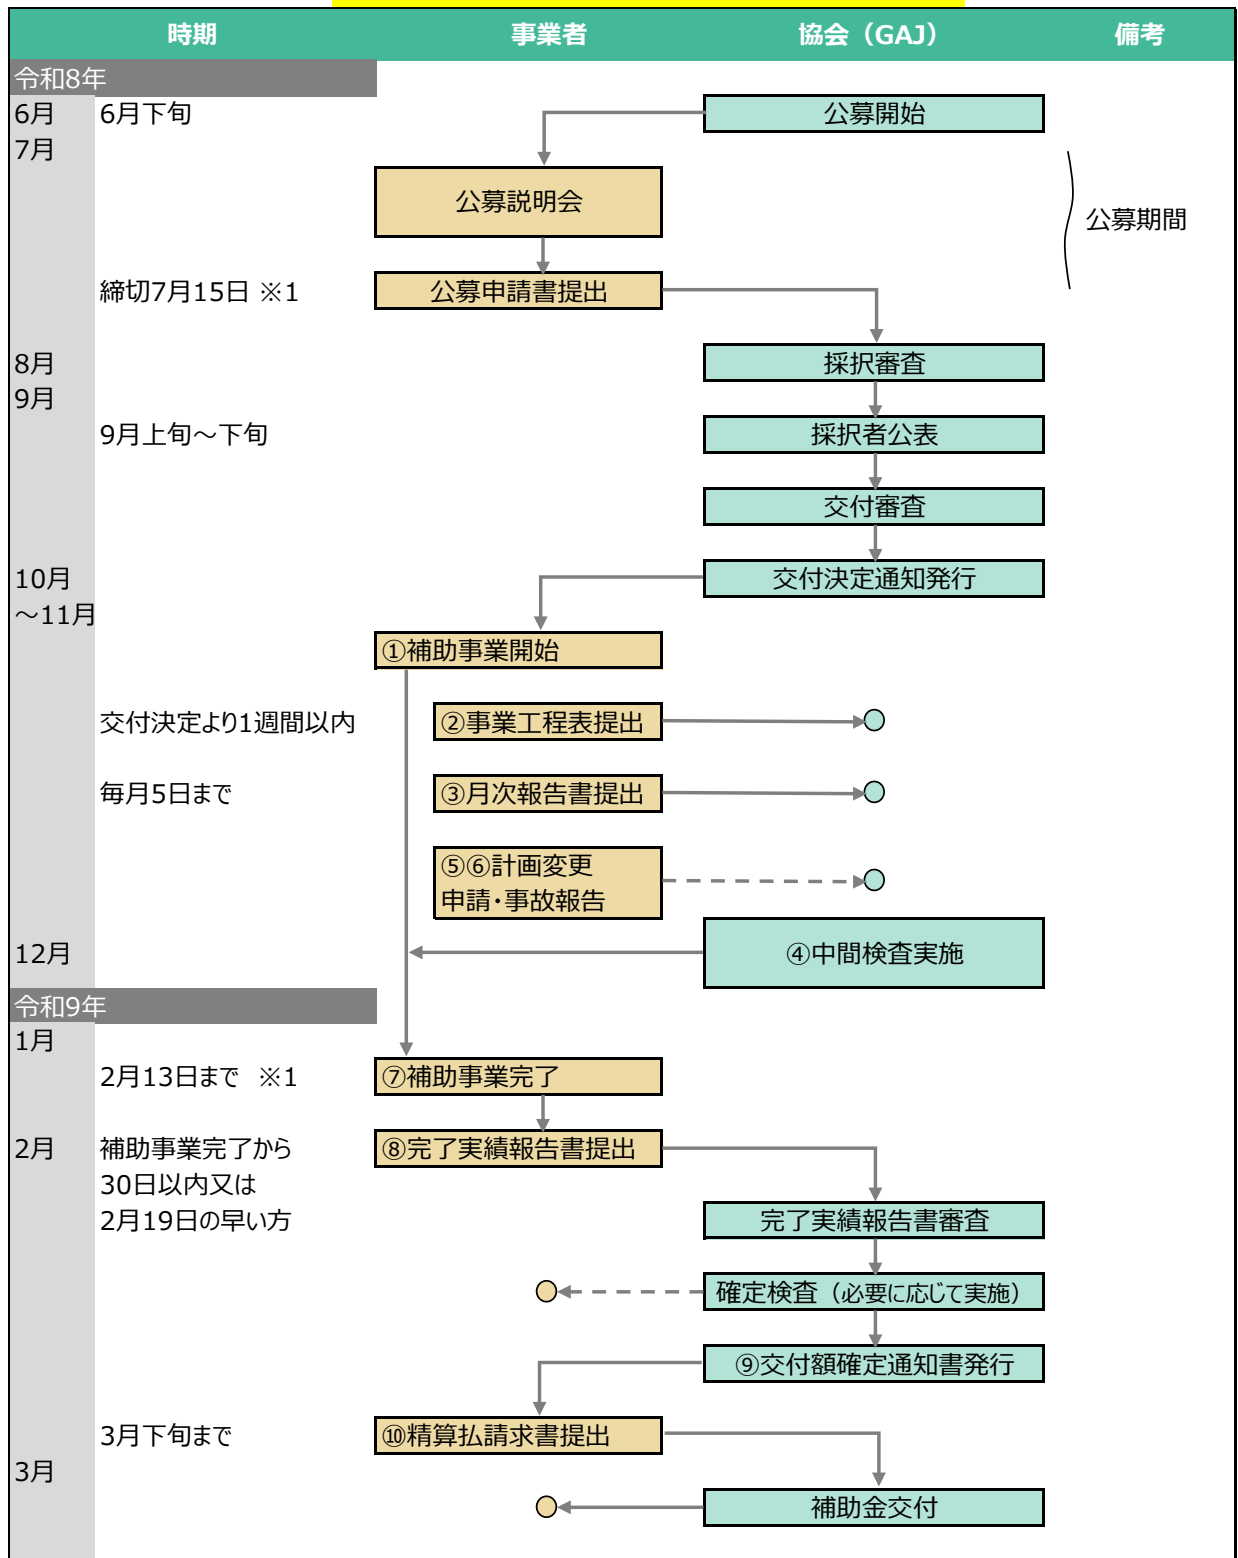 時期 事業者 協会（GAJ） 備考
令和8年
6月 6月下旬 公募開始
7月
公募説明会
公募期間
締切7月15日 ※1 公募申請書提出
8月 採択審査
9月
9月上旬～下旬 採択者公表
交付審査
10月 交付決定通知発行
～11月
①補助事業開始
交付決定より1週間以内 ②事業工程表提出
毎月5日まで ③月次報告書提出
⑤⑥計画変更
申請・事故報告
12月 ④中間検査実施
令和9年
1月
2月13日まで ※1 ⑦補助事業完了
2月 補助事業完了から ⑧完了実績報告書提出
30日以内又は
2月19日の早い方 完了実績報告書審査
確定検査（必要に応じて実施）
⑨交付額確定通知書発行
3月下旬まで ⑩精算払請求書提出
3月
補助金交付